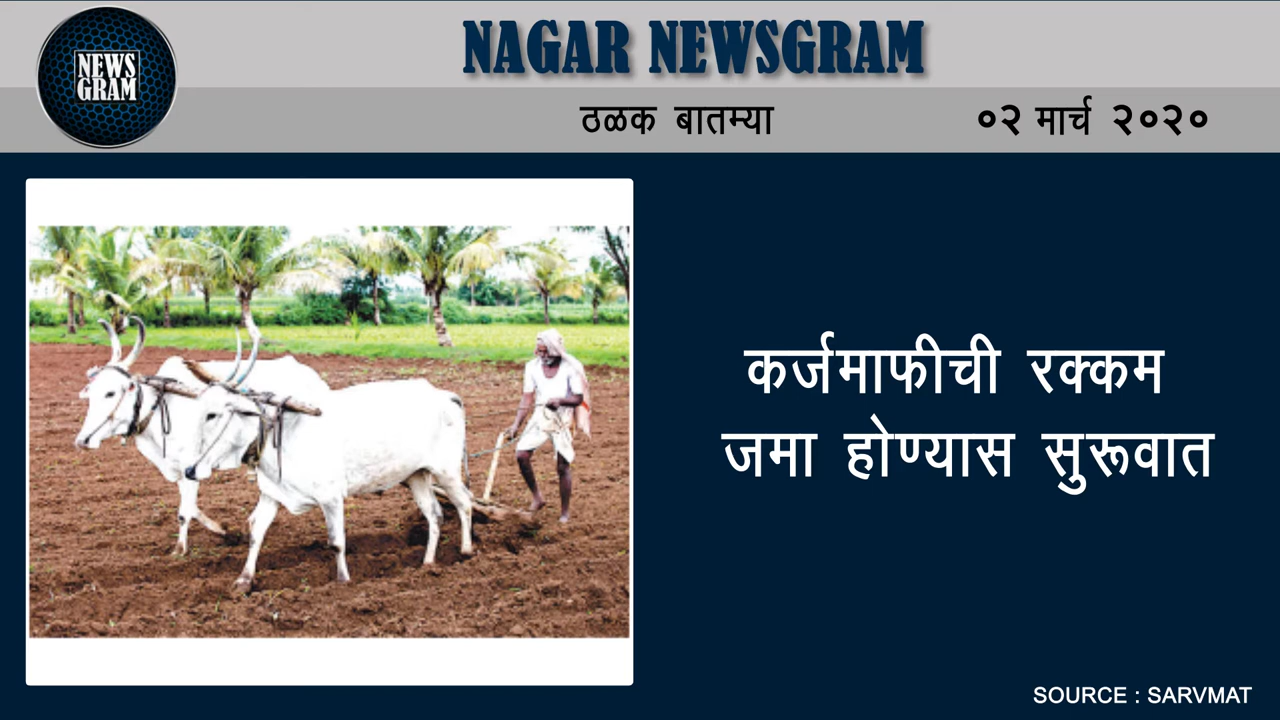 NEWS
GRAM
NAGAR NEWSGRAM
ठळक बातम्या
०२ मार्च २०२०
कर्जमाफीची रक्कम
जमा होण्यास सुरूवात
SOURCE : SARVMAT